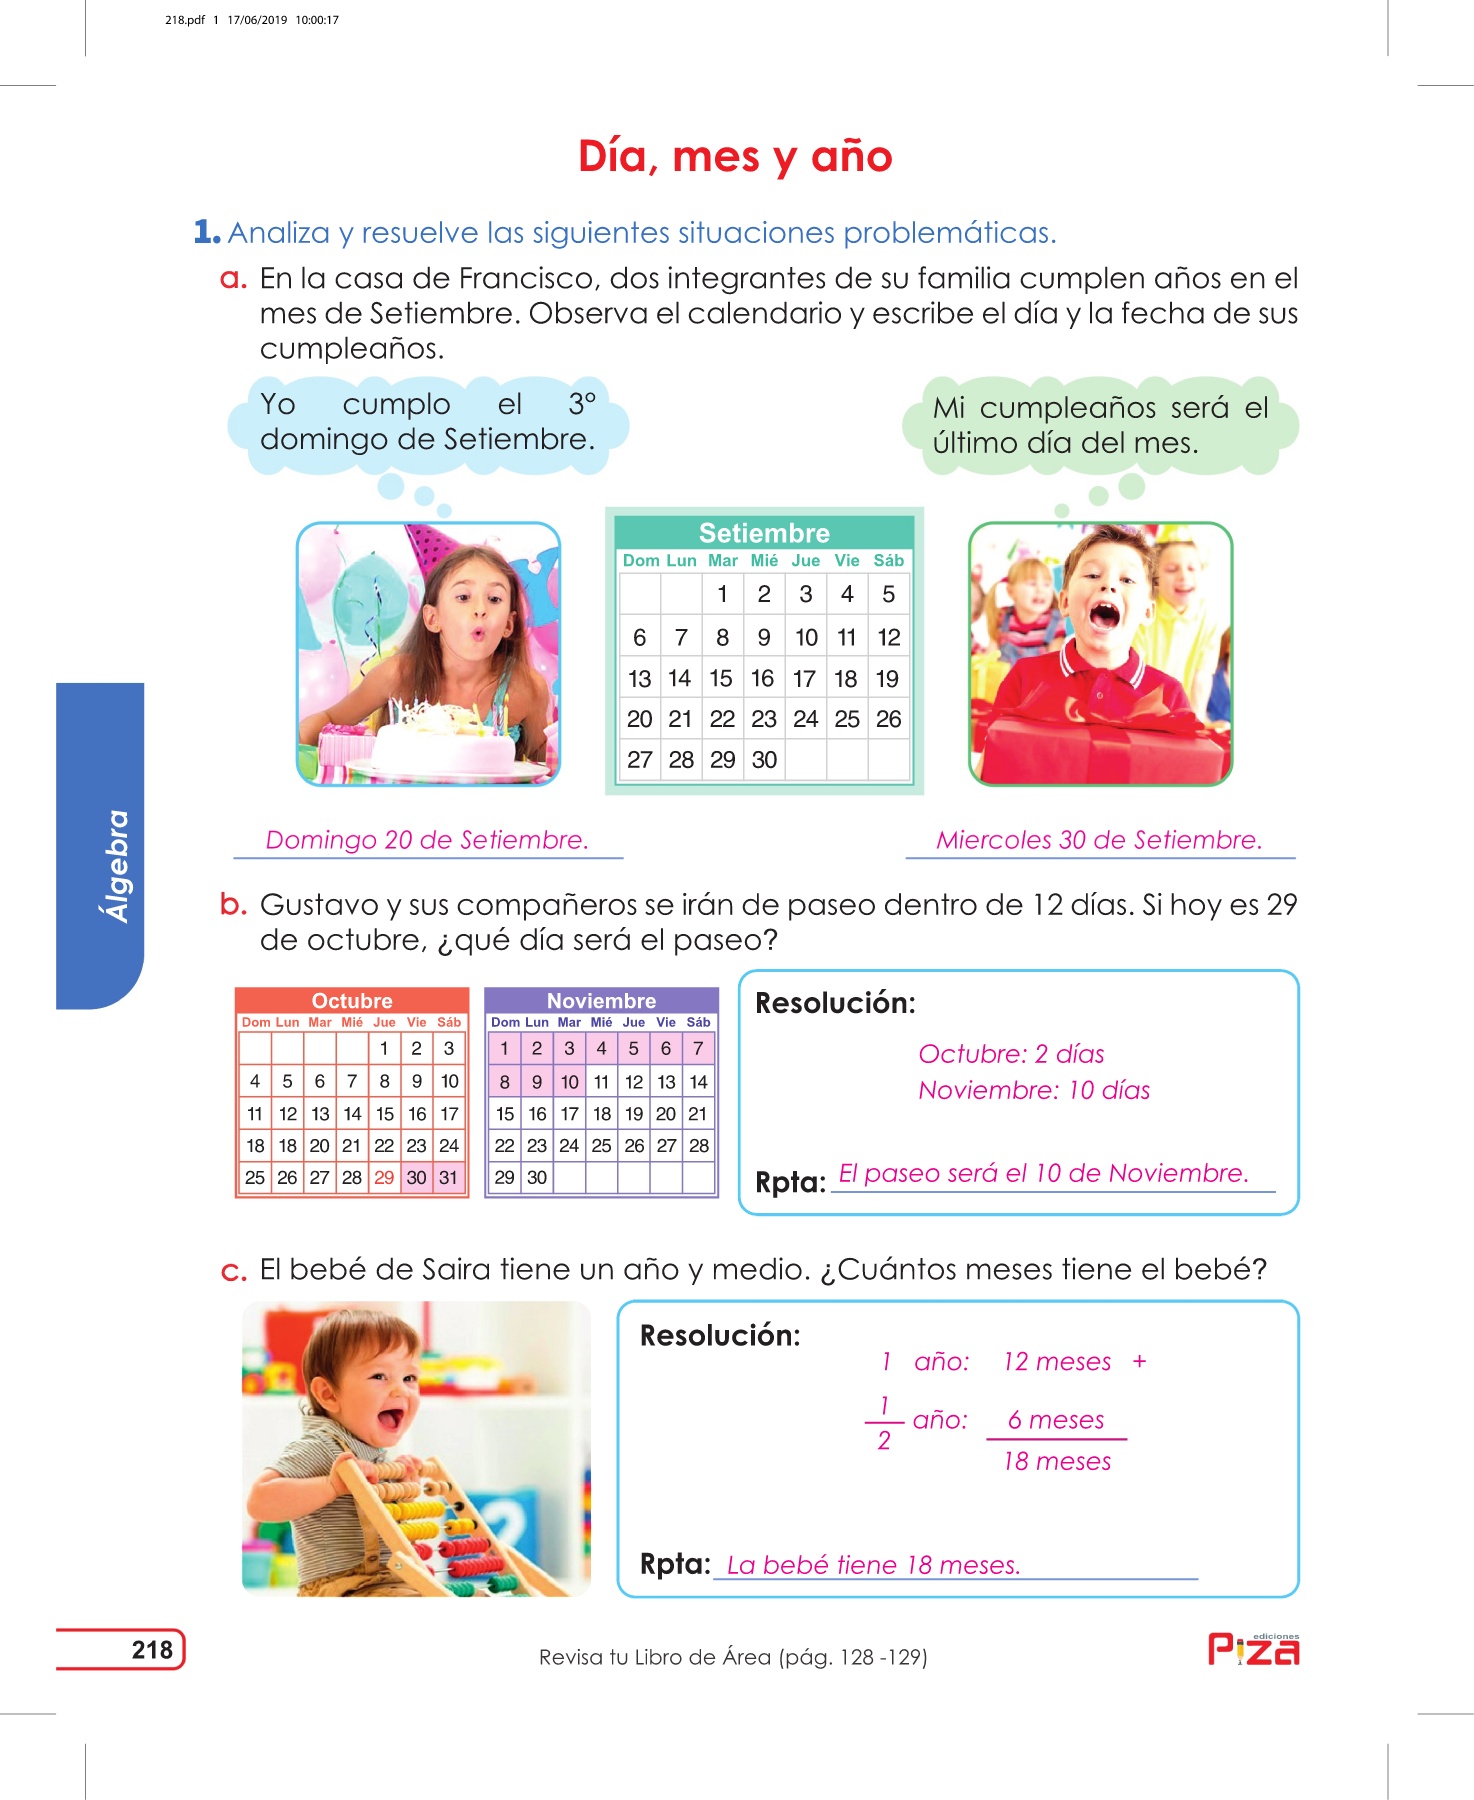 218.pdf 1 17/06/2019 10:00:17
Día, mes y año
1. Analiza y resuelve las siguientes situaciones problemáticas.
a. En la casa de Francisco, dos integrantes de su familia cumplen años en el
mes de Setiembre. Observa el calendario y escribe el día y la fecha de sus
cumpleaños.
Yo cumplo el 3°
domingo de Setiembre.
Mi cumpleaños será el
último día del mes.
Setiembre
Dom Lun Mar Mié Jue Vie Sáb
1 2 3 4 5
6 7 8 9 10 11 12
13 14 15 16 17 18 19
20 21 22 23 24 25 26
27 28 29 30
Domingo 20 de Setiembre.
Miercoles 30 de Setiembre.
Álgebra
b. Gustavo y sus compañeros se irán de paseo dentro de 12 días. Si hoy es 29
de octubre, ¿qué día será el paseo?
Octubre
Dom Lun Mar Mié Jue Vie Sáb
1 2 3
4 5 6 7 8 9 10
11 12 13 14 15 16 17
18 18 20 21 22 23 24
25 26 27 28 29 30 31
Noviembre
Dom Lun Mar Mié Jue Vie Sáb
1 2 3 4 5 6 7
8 9 10 11 12 13 14
15 16 17 18 19 20 21
22 23 24 25 26 27 28
29 30
Resolución:
Octubre: 2 días
Noviembre: 10 días
Rpta: El paseo será el 10 de Noviembre.
c. El bebé de Saira tiene un año y medio. ¿Cuántos meses tiene el bebé?
2
Resolución:
1 año: 12 meses +
1
2
año: 6 meses
18 meses
Rpta: La bebé tiene 18 meses.
218
Revisa tu Libro de Área (pág. 128 -129)
ediciones
Piza